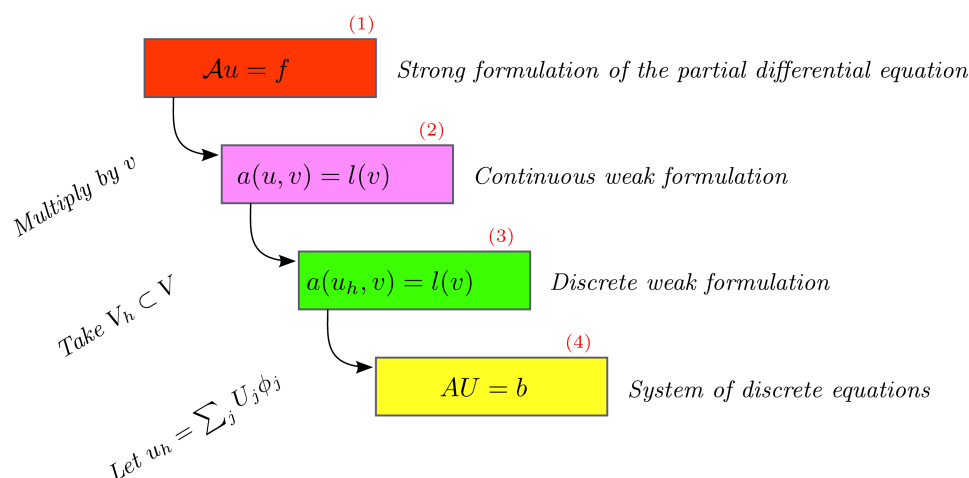 (1)
𝒜u = f
Strong formulation of the partial differential equation
Multiply by v
(2)
a(u, v) = l(v)
Continuous weak formulation
Take V_h ⊂ V
(3)
a(u_h, v) = l(v)
Discrete weak formulation
Let u_h = ∑_j U_j ϕ_j
(4)
AU = b
System of discrete equations